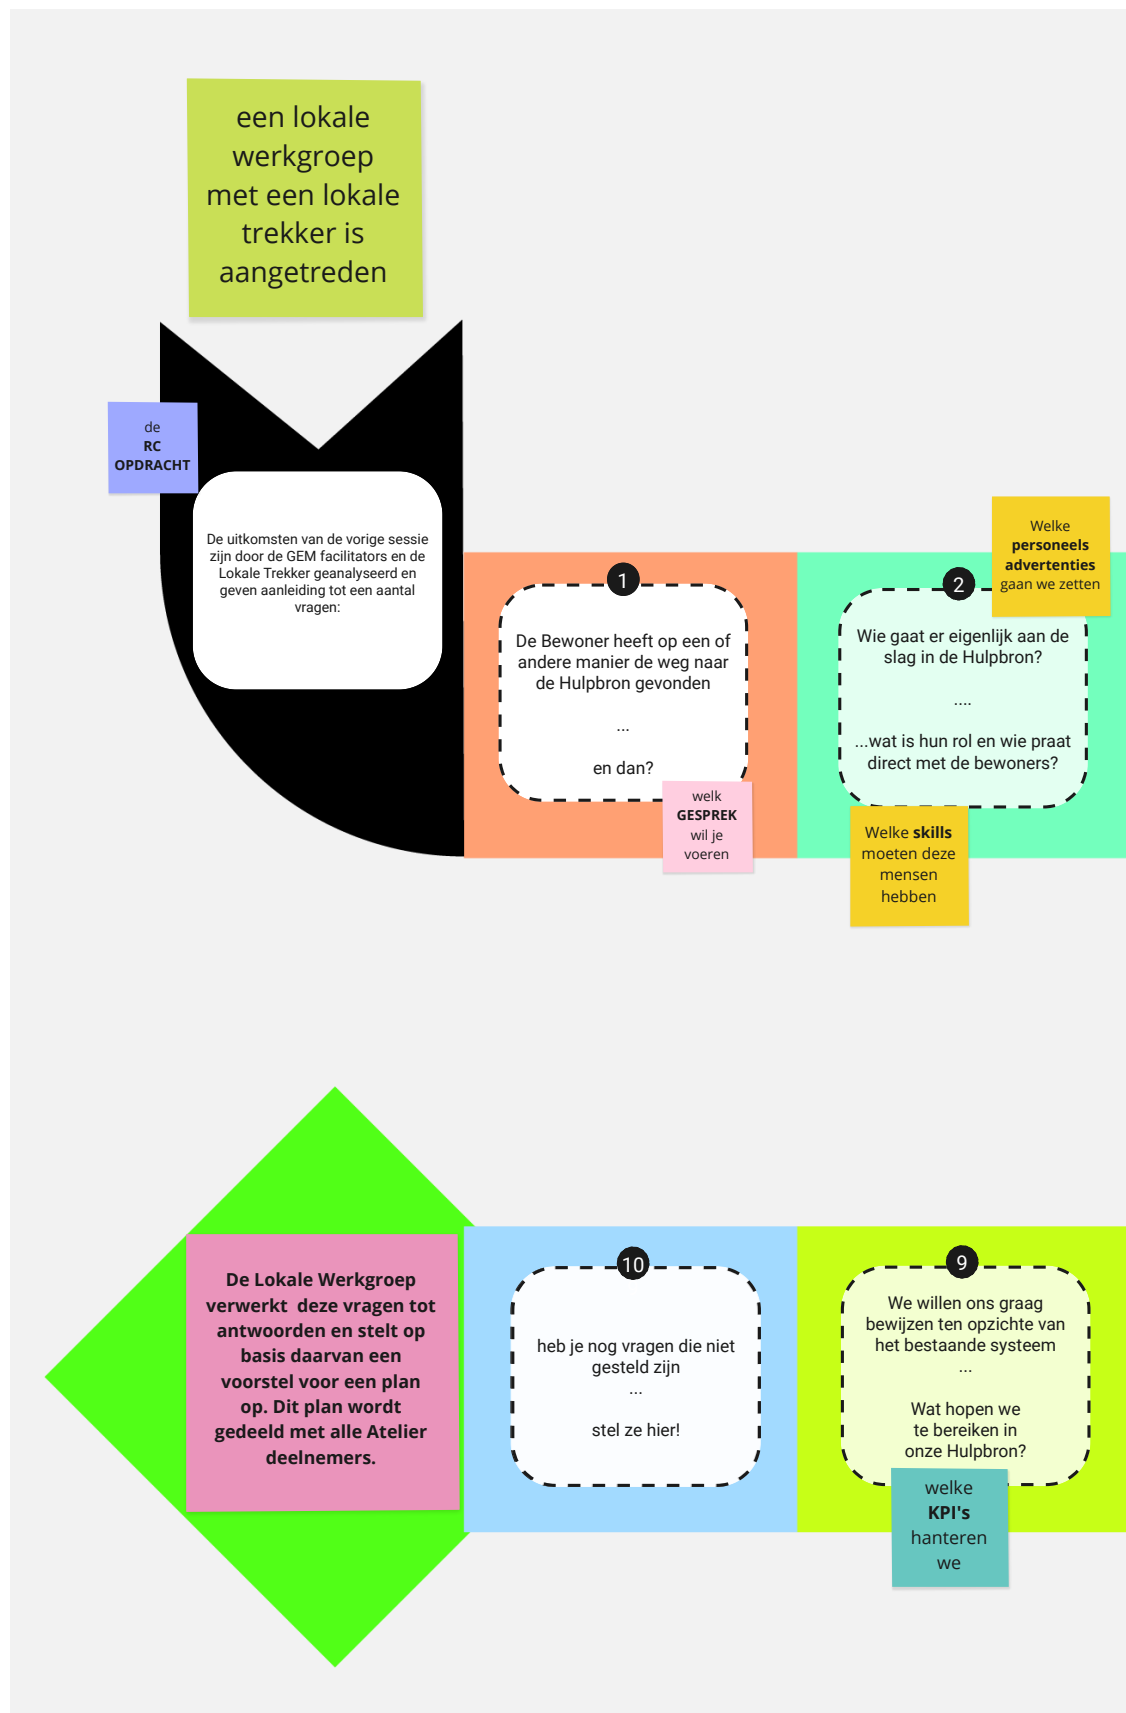 een lokale
werkgroep
met een lokale
trekker is
aangetreden
de
RC
OPDRACHT
De uitkomsten van de vorige sessie
zijn door de GEM facilitators en de
Lokale Trekker geanalyseerd en
geven aanleiding tot een aantal
vragen:
1
De Bewoner heeft op een of
andere manier de weg naar
de Hulpbron gevonden
...
en dan?
welk
GESPREK
wil je
voeren
Welke
personeels
advertenties
gaan we zetten
2
Wie gaat er eigenlijk aan de
slag in de Hulpbron?
....
...wat is hun rol en wie praat
direct met de bewoners?
Welke skills
moeten deze
mensen
hebben
De Lokale Werkgroep
verwerkt  deze vragen tot
antwoorden en stelt op
basis daarvan een
voorstel voor een plan
op. Dit plan wordt
gedeeld met alle Atelier
deelnemers.
10
heb je nog vragen die niet
gesteld zijn
...
stel ze hier!
9
We willen ons graag
bewijzen ten opzichte van
het bestaande systeem
...
Wat hopen we
te bereiken in
onze Hulpbron?
welke
KPI's
hanteren
we